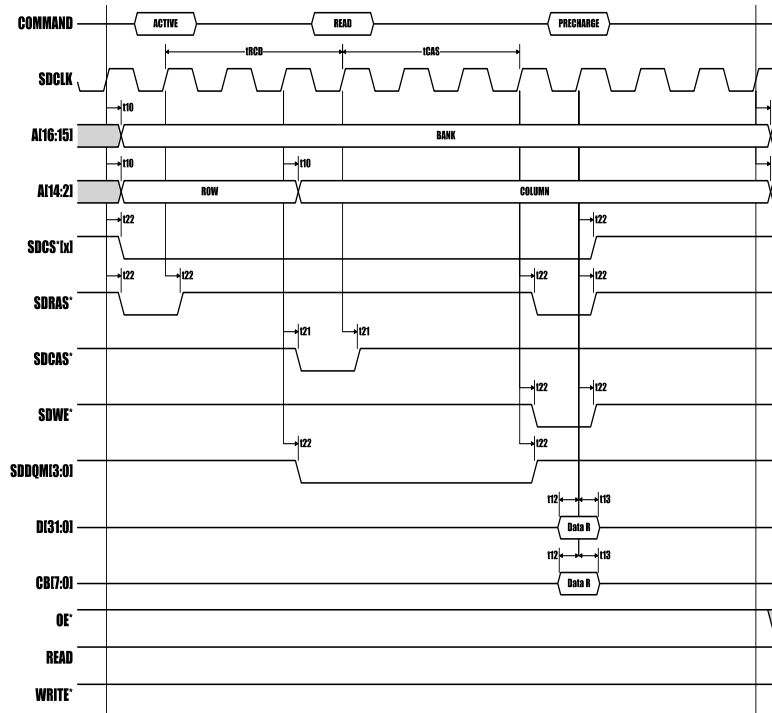 COMMAND ACTIVE READ PRECHARGE
tRCD tCAS
SDCLK
t10
A[16:15] BANK
t10 t10
A[14:2] ROW COLUMN
t22 t22
SDCS*[x]
t22 t22 t22 t22
SDRAS*
t21 t21
SDCAS*
t22 t22
SDWE*
t22 t22
SDDQM[3:0]
t12 t13
D[31:0] Data R
t12 t13
CB[7:0] Data R
OE*
READ
WRITE*